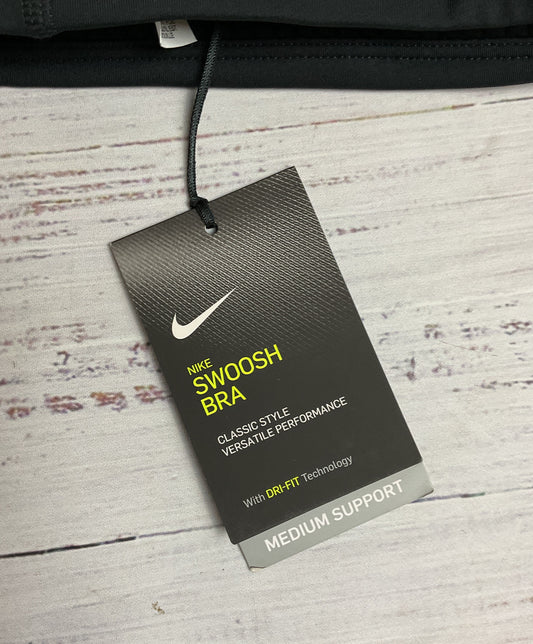 NIKE
SWOOSH
BRA
CLASSIC STYLE
VERSATILE PERFORMANCE
With DRI-FIT Technology
MEDIUM SUPPORT